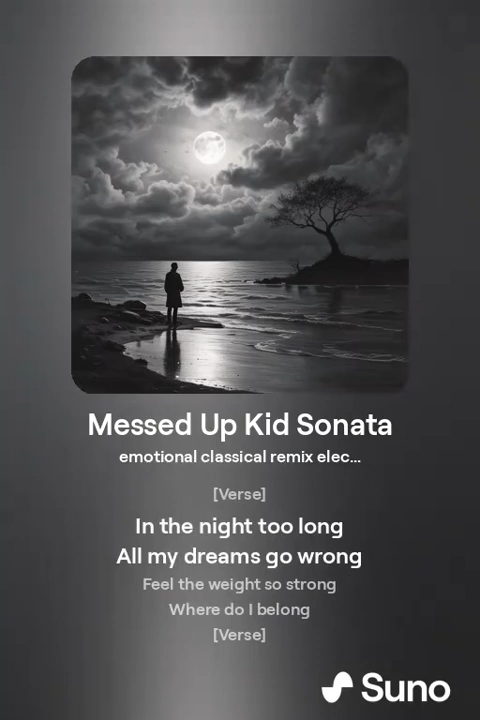 Messed Up Kid Sonata
emotional classical remix elec...
[Verse]
In the night too long
All my dreams go wrong
Feel the weight so strong
Where do I belong
[Verse]
Suno